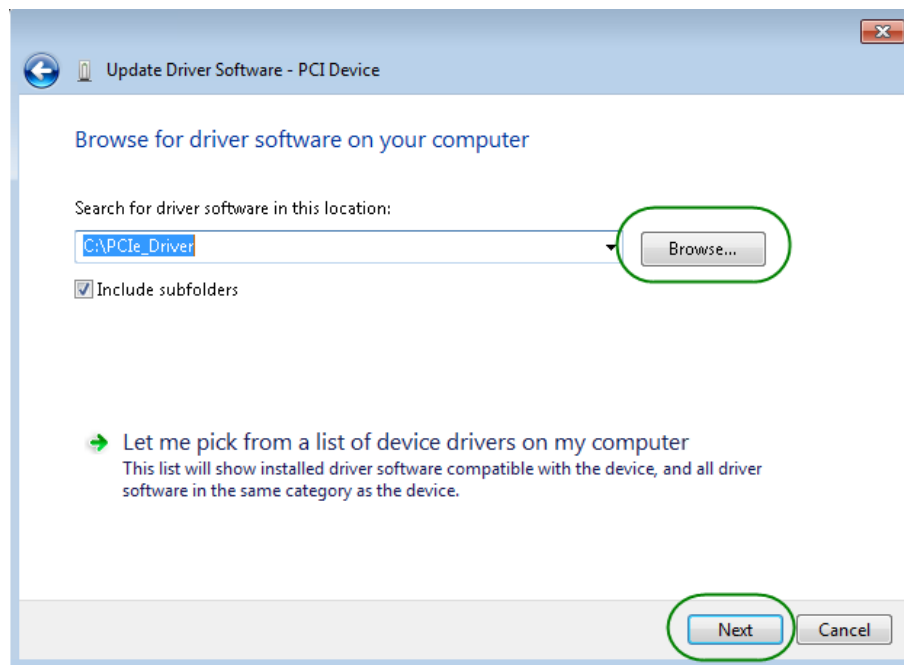 Update Driver Software - PCI Device
Browse for driver software on your computer
Search for driver software in this location:
C:\PCIe_Driver
Browse...
Include subfolders
Let me pick from a list of device drivers on my computer
This list will show installed driver software compatible with the device, and all driver
software in the same category as the device.
Next
Cancel